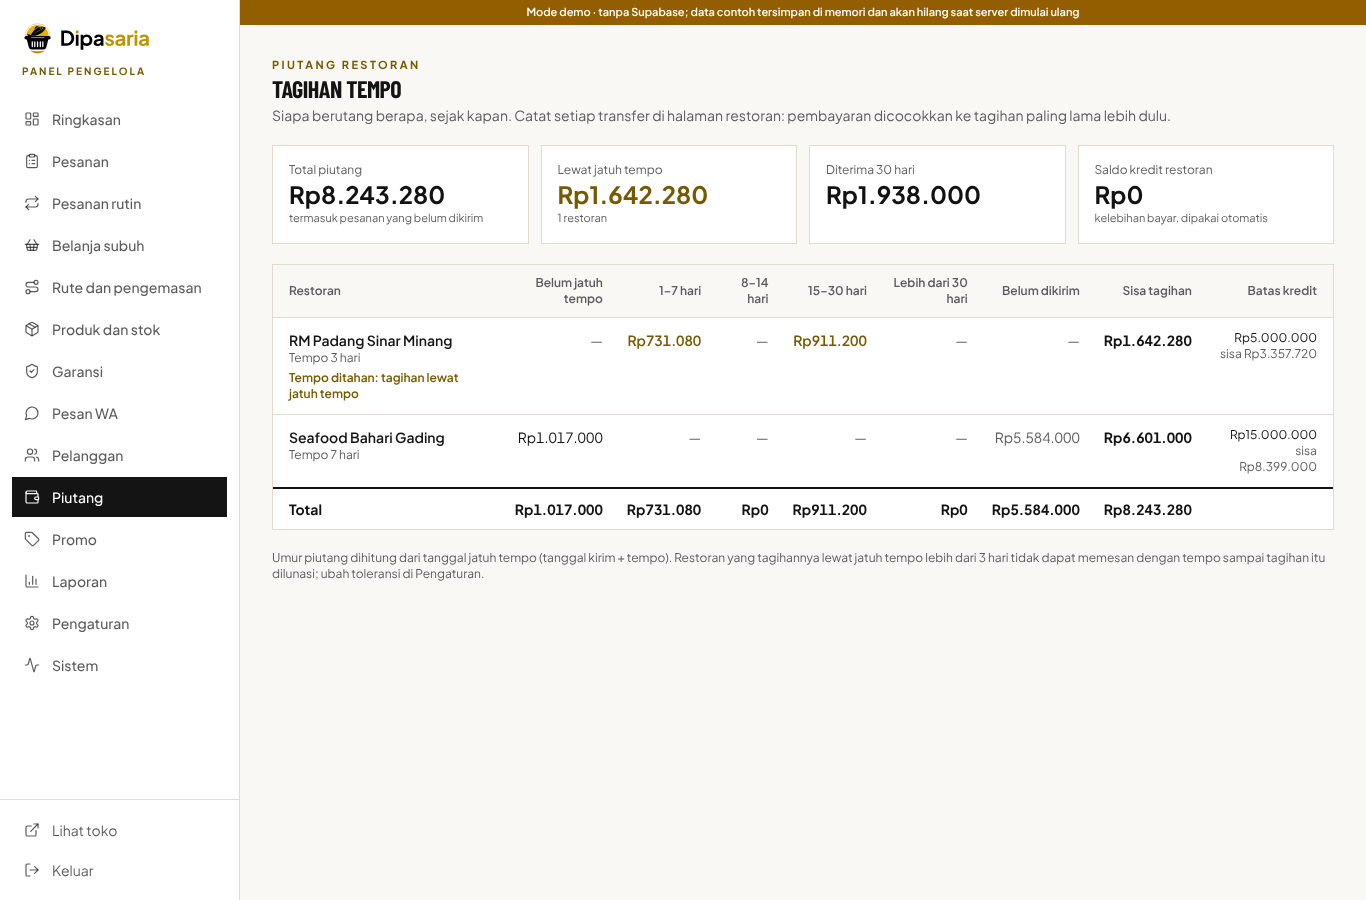 Mode demo · tanpa Supabase; data contoh tersimpan di memori dan akan hilang saat server dimulai ulang
Dipasaria
PANEL PENGELOLA
Ringkasan
Pesanan
Pesanan rutin
Belanja subuh
Rute dan pengemasan
Produk dan stok
Garansi
Pesan WA
Pelanggan
Piutang
Promo
Laporan
Pengaturan
Sistem
Lihat toko
Keluar
PIUTANG RESTORAN
TAGIHAN TEMPO
Siapa berutang berapa, sejak kapan. Catat setiap transfer di halaman restoran: pembayaran dicocokkan ke tagihan paling lama lebih dulu.
Total piutang
Rp8.243.280
termasuk pesanan yang belum dikirim
Lewat jatuh tempo
Rp1.642.280
1 restoran
Diterima 30 hari
Rp1.938.000
Saldo kredit restoran
Rp0
kelebihan bayar, dipakai otomatis
Restoran Belum jatuh tempo 1–7 hari 8–14 hari 15–30 hari Lebih dari 30 hari Belum dikirim Sisa tagihan Batas kredit
RM Padang Sinar Minang — Rp731.080 — Rp911.200 — — Rp1.642.280 Rp5.000.000
Tempo 3 hari sisa Rp3.357.720
Tempo ditahan: tagihan lewat
jatuh tempo
Seafood Bahari Gading Rp1.017.000 — — — — Rp5.584.000 Rp6.601.000 Rp15.000.000
Tempo 7 hari sisa
Rp8.399.000
Total Rp1.017.000 Rp731.080 Rp0 Rp911.200 Rp0 Rp5.584.000 Rp8.243.280
Umur piutang dihitung dari tanggal jatuh tempo (tanggal kirim + tempo). Restoran yang tagihannya lewat jatuh tempo lebih dari 3 hari tidak dapat memesan dengan tempo sampai tagihan itu
dilunasi; ubah toleransi di Pengaturan.